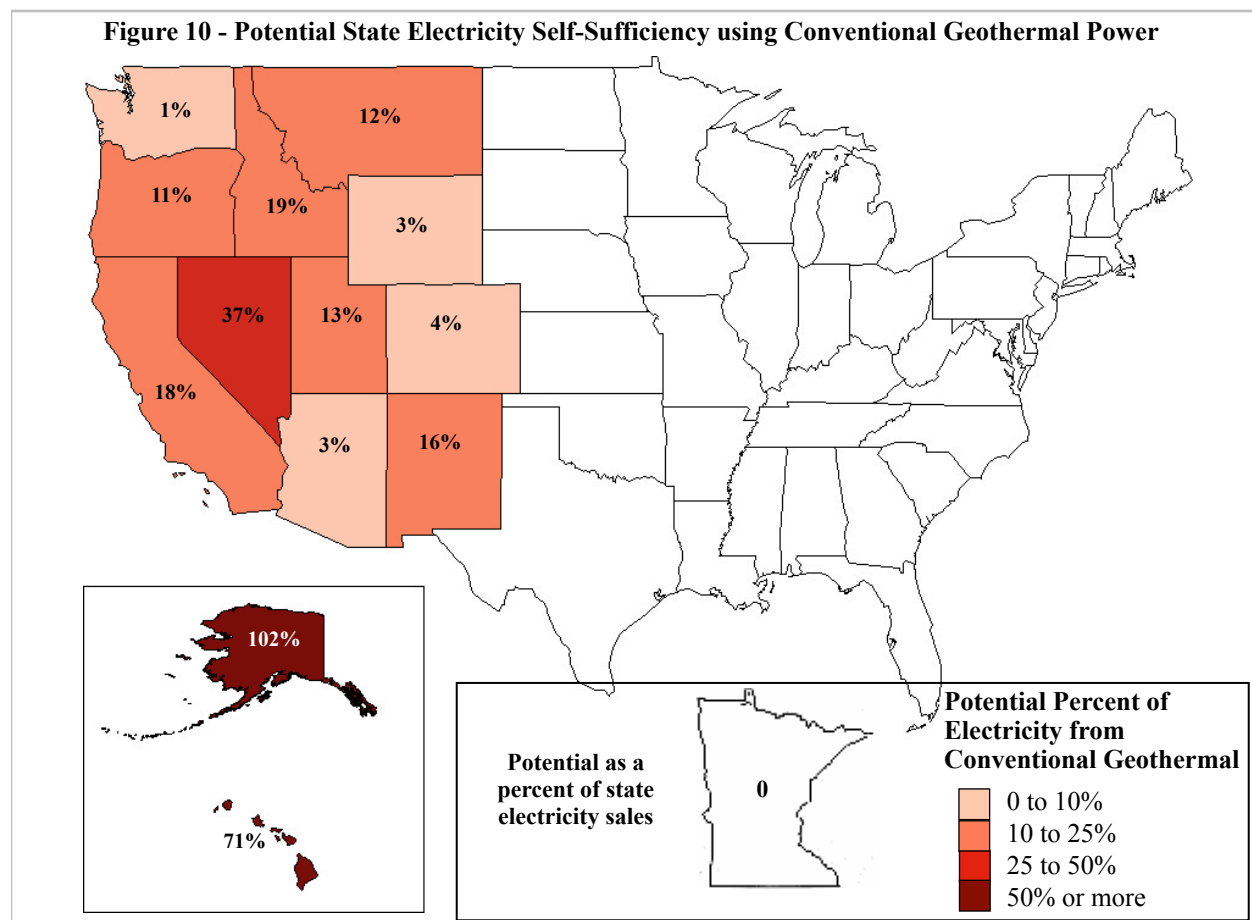 Figure 10 - Potential State Electricity Self-Sufficiency using Conventional Geothermal Power
1%
12%
11%
19%
3%
37%
13%
4%
18%
3%
16%
102%
71%
Potential as a
percent of state
electricity sales
0
Potential Percent of
Electricity from
Conventional Geothermal
0 to 10%
10 to 25%
25 to 50%
50% or more